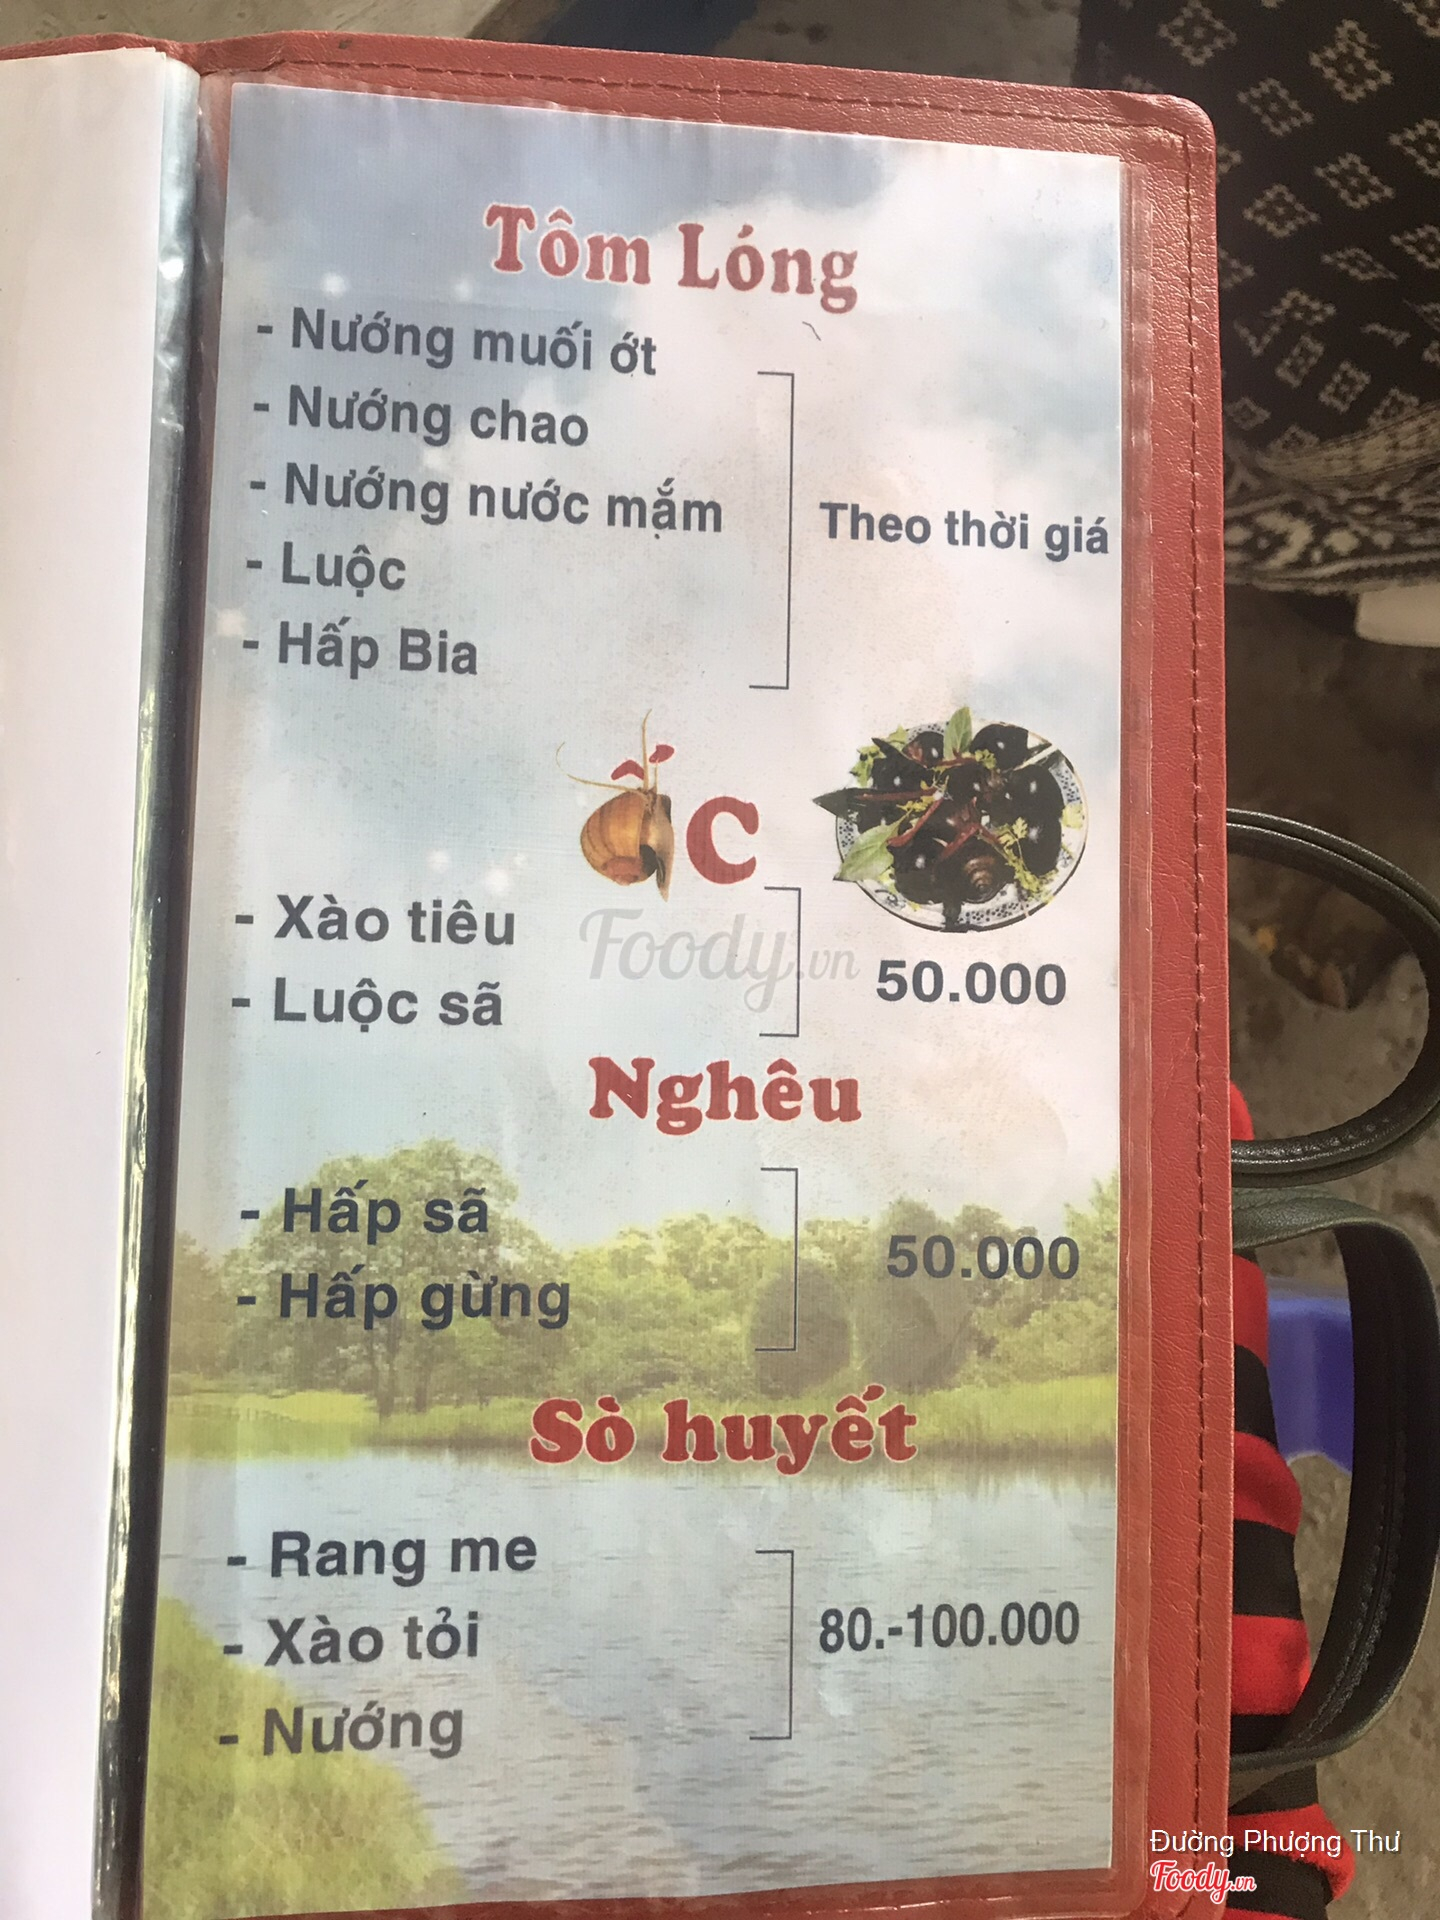 Tôm Lóng
- Nướng muối ớt
- Nướng chao
- Nướng nước mắm
- Luộc
- Hấp Bia
Theo thời giá
ỐC
- Xào tiêu
- Luộc sã
50.000
Foody.vn
Nghêu
- Hấp sã
- Hấp gừng
50.000
Sò huyết
- Rang me
- Xào tỏi
- Nướng
80.-100.000
Đường Phượng Thư
Foody.vn